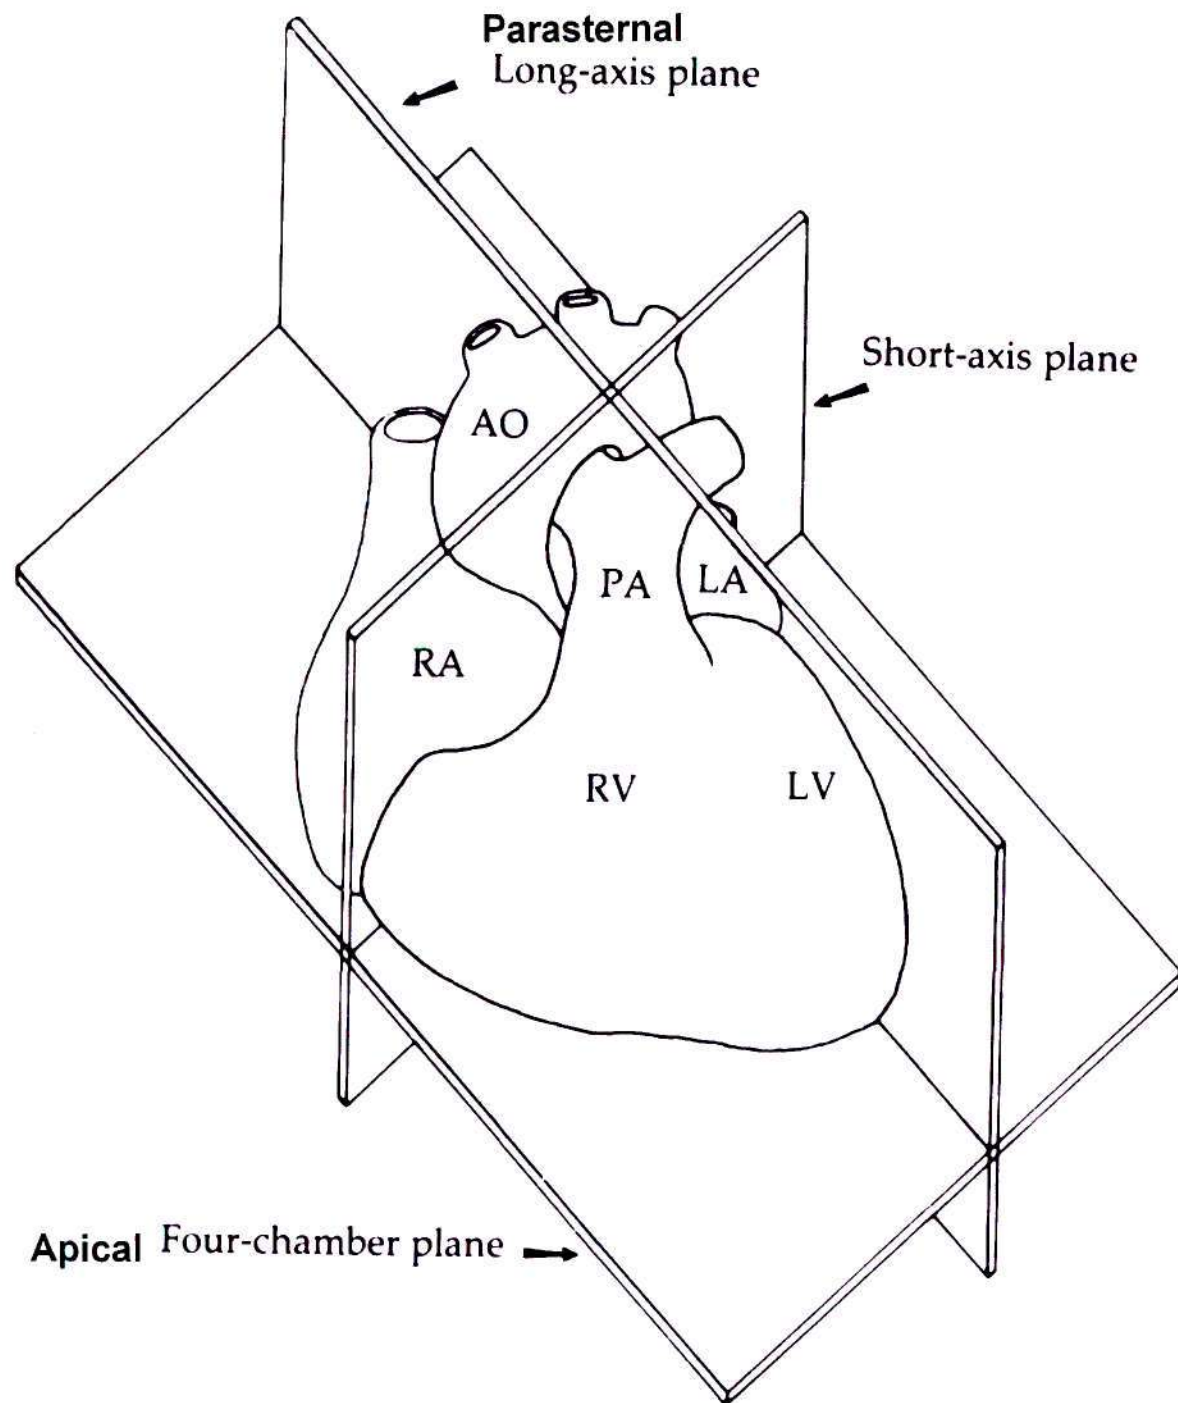 Parasternal
Long-axis plane
Short-axis plane
AO
PA
LA
RA
RV
LV
Apical Four-chamber plane